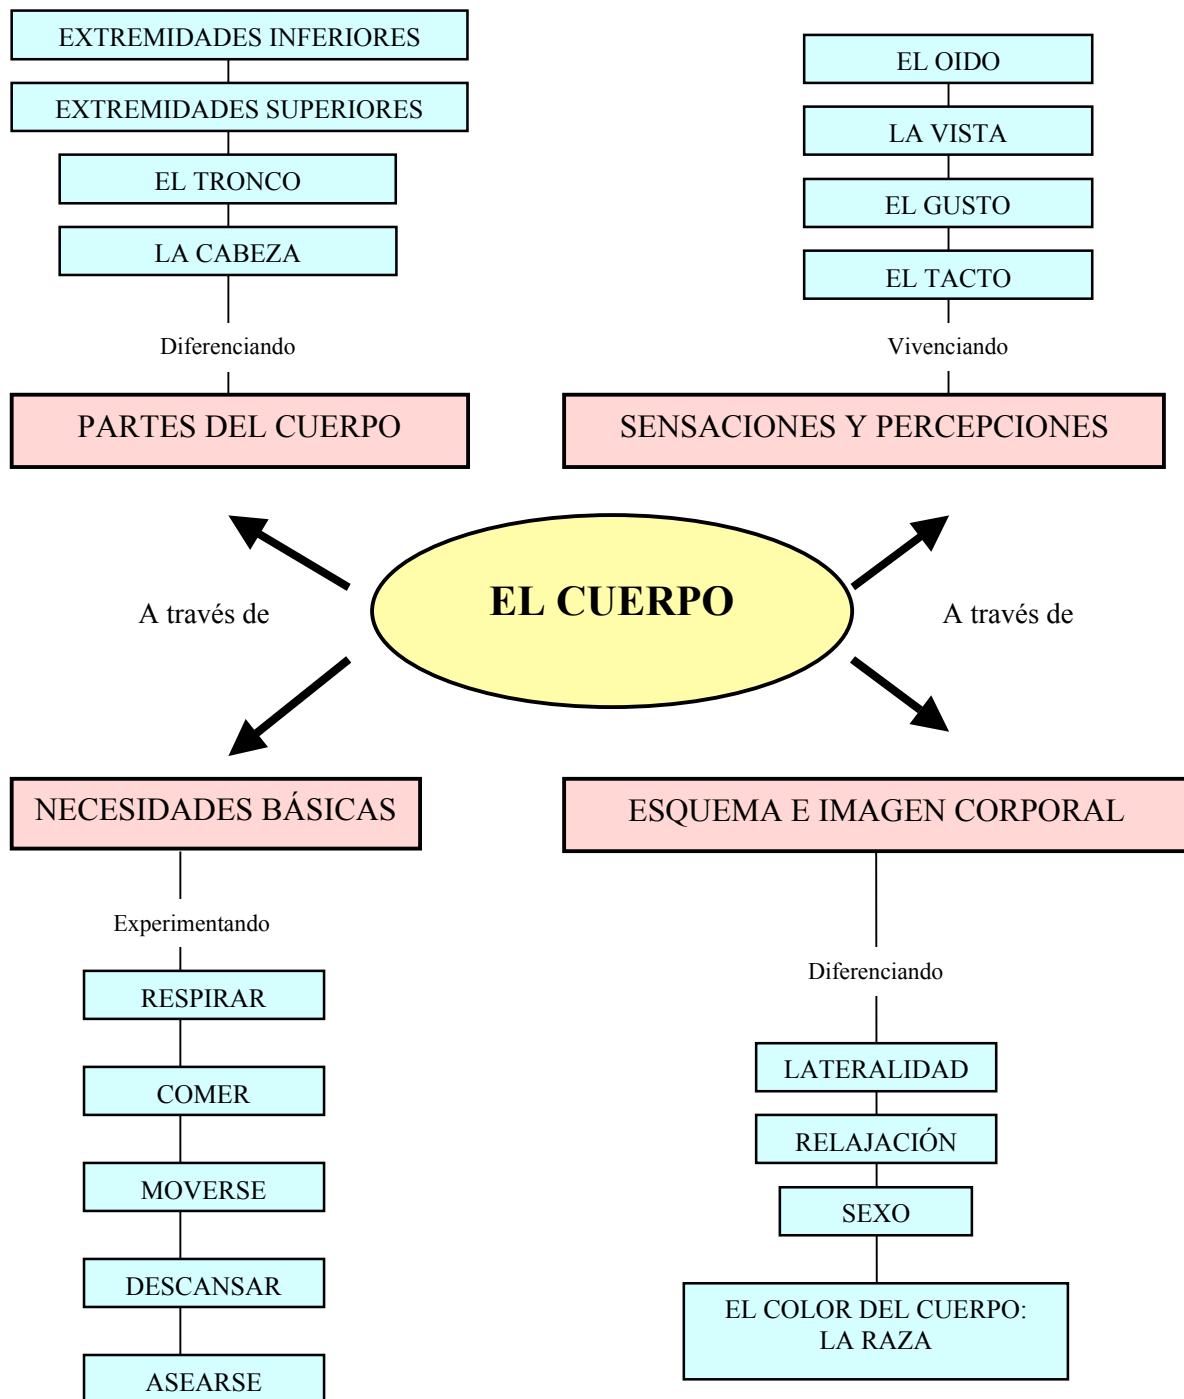 EXTREMIDADES INFERIORES
EXTREMIDADES SUPERIORES
EL TRONCO
LA CABEZA
Diferenciando
PARTES DEL CUERPO
EL OIDO
LA VISTA
EL GUSTO
EL TACTO
Vivenciando
SENSACIONES Y PERCEPCIONES
EL CUERPO
A través de
A través de
NECESIDADES BÁSICAS
Experimentando
RESPIRAR
COMER
MOVERSE
DESCANSAR
ASEARSE
ESQUEMA E IMAGEN CORPORAL
Diferenciando
LATERALIDAD
RELAJACIÓN
SEXO
EL COLOR DEL CUERPO:
LA RAZA